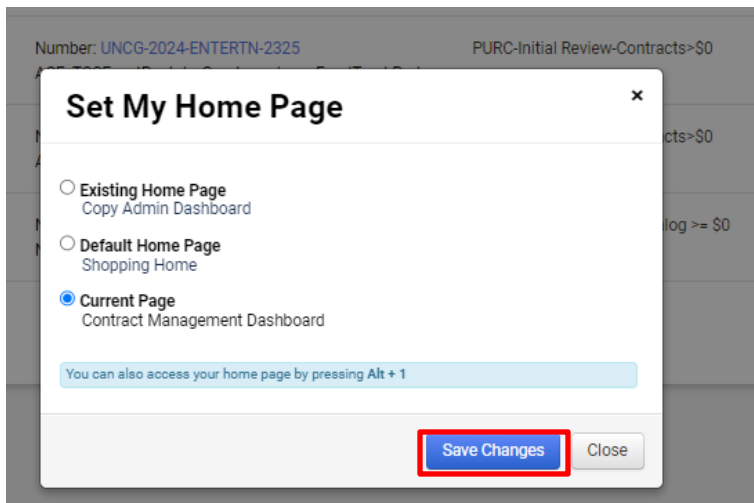 Number: UNCG-2024-ENTERTN-2325 PURC-Initial Review-Contracts>$0
Set My Home Page ×
cts>$0
Existing Home Page
Copy Admin Dashboard
log >= $0
Default Home Page
Shopping Home
Current Page
Contract Management Dashboard
You can also access your home page by pressing Alt + 1
Save Changes Close